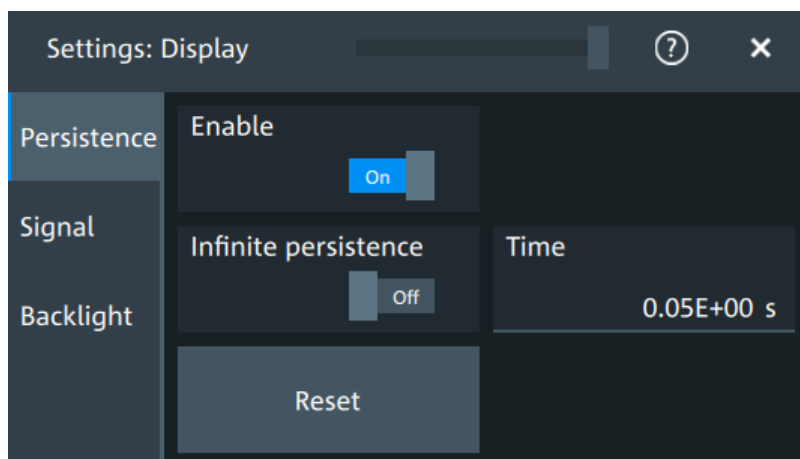 Settings: Display
?
Persistence
Enable
On
Signal
Infinite persistence
Time
Off
0.05E+00 s
Backlight
Reset